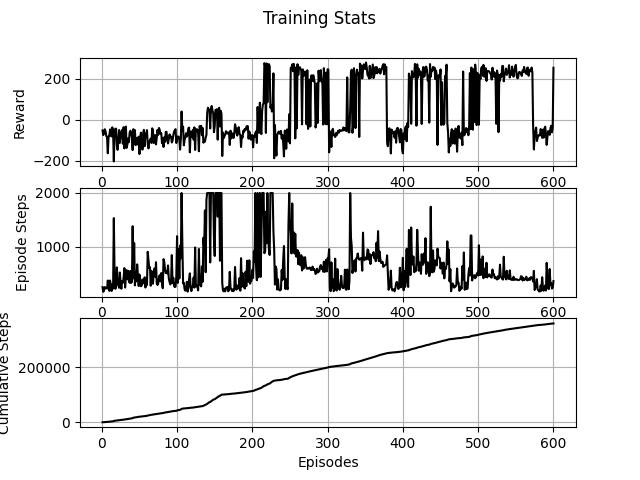 Training Stats
200
0
−200
Reward
0 100 200 300 400 500 600
2000
1000
Episode Steps
0 100 200 300 400 500 600
200000
0
Cumulative Steps
0 100 200 300 400 500 600
Episodes